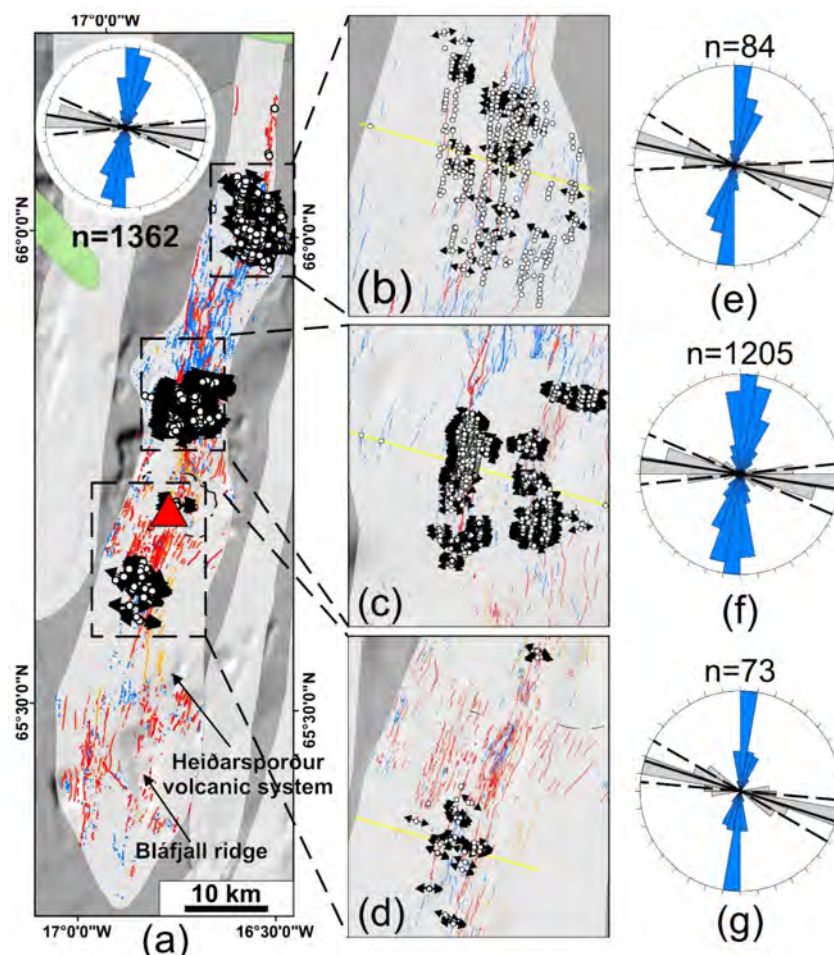 17°0'0"W
n=1362
66°0'0"N
66°0'0"N
65°30'0"N
65°30'0"N
Heiðarsporður
volcanic system
Bláfjall ridge
10 km
17°0'0"W
16°30'0"W
(a)
(b)
(c)
(d)
n=84
(e)
n=1205
(f)
n=73
(g)